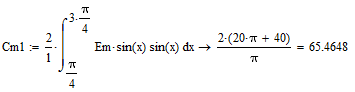 Cm1 := 2/1 · ∫_{π/4}^{3·π/4} Em·sin(x) sin(x) dx → 2·(20·π + 40)/π = 65.4648